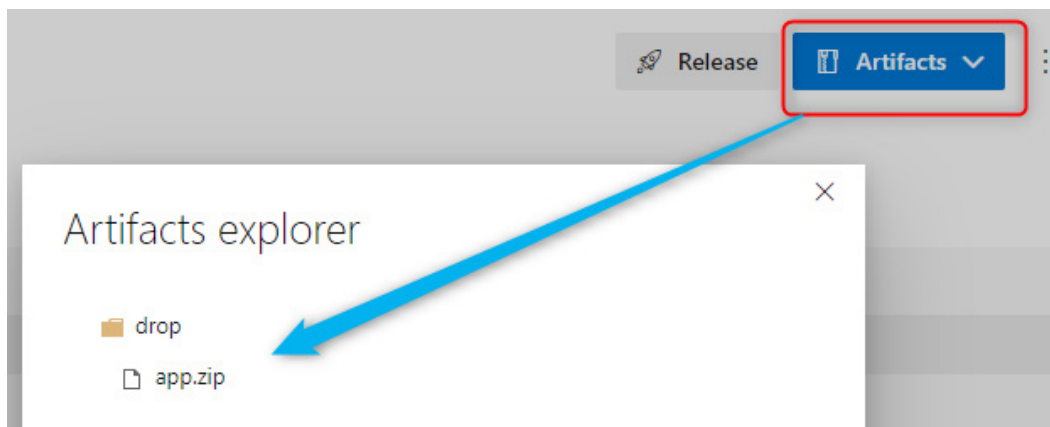 Release
Artifacts
Artifacts explorer
drop
app.zip